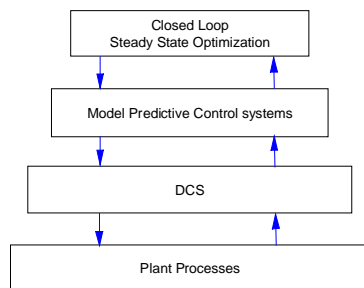 Closed Loop
Steady State Optimization
Model Predictive Control systems
DCS
Plant Processes